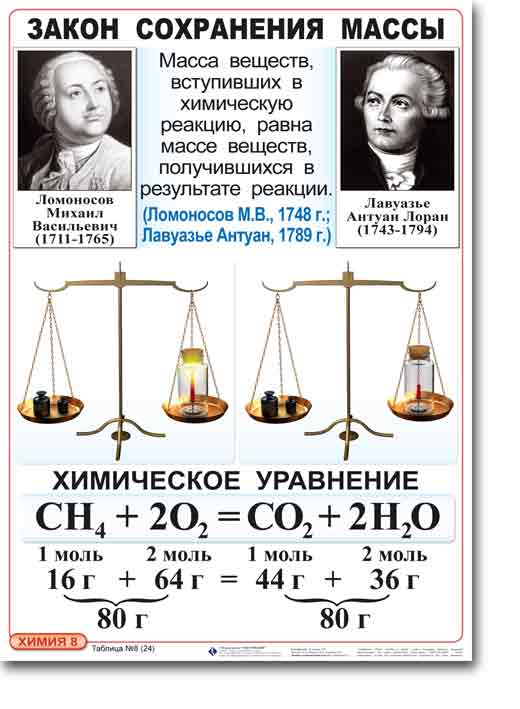 ЗАКОН СОХРАНЕНИЯ МАССЫ
Масса веществ,
вступивших в
химическую
реакцию, равна
массе веществ,
получившихся в
результате реакции.
(Ломоносов М.В., 1748 г.;
Лавуазье Антуан, 1789 г.)
Ломоносов
Михаил
Васильевич
(1711-1765)
Лавуазье
Антуан Лоран
(1743-1794)
ХИМИЧЕСКОЕ УРАВНЕНИЕ
CH₄ + 2O₂ = CO₂ + 2H₂O
1 моль 2 моль 1 моль 2 моль
16 г + 64 г = 44 г + 36 г
80 г 80 г
ХИМИЯ 8
Таблица №8 (24)